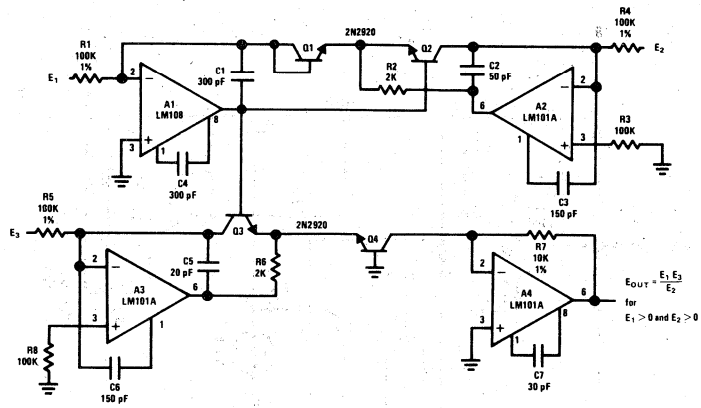 R1
100K
1%
E1
2
−
A1
LM108
+
3
1
8
C4
300 pF
C1
300 pF
Q1
2N2920
Q2
R2
2K
C2
50 pF
R4
100K
1%
E2
2
−
A2
LM101A
6
+
3
1
R3
100K
C3
150 pF
R5
100K
1%
E3
2
−
A3
LM101A
6
+
3
1
R8
100K
C6
150 pF
C5
20 pF
Q3
2N2920
R6
2K
Q4
R7
10K
1%
2
−
A4
LM101A
6
+
3
1
8
C7
30 pF
EOUT = E1 E3
E2
for
E1 > 0 and E2 > 0